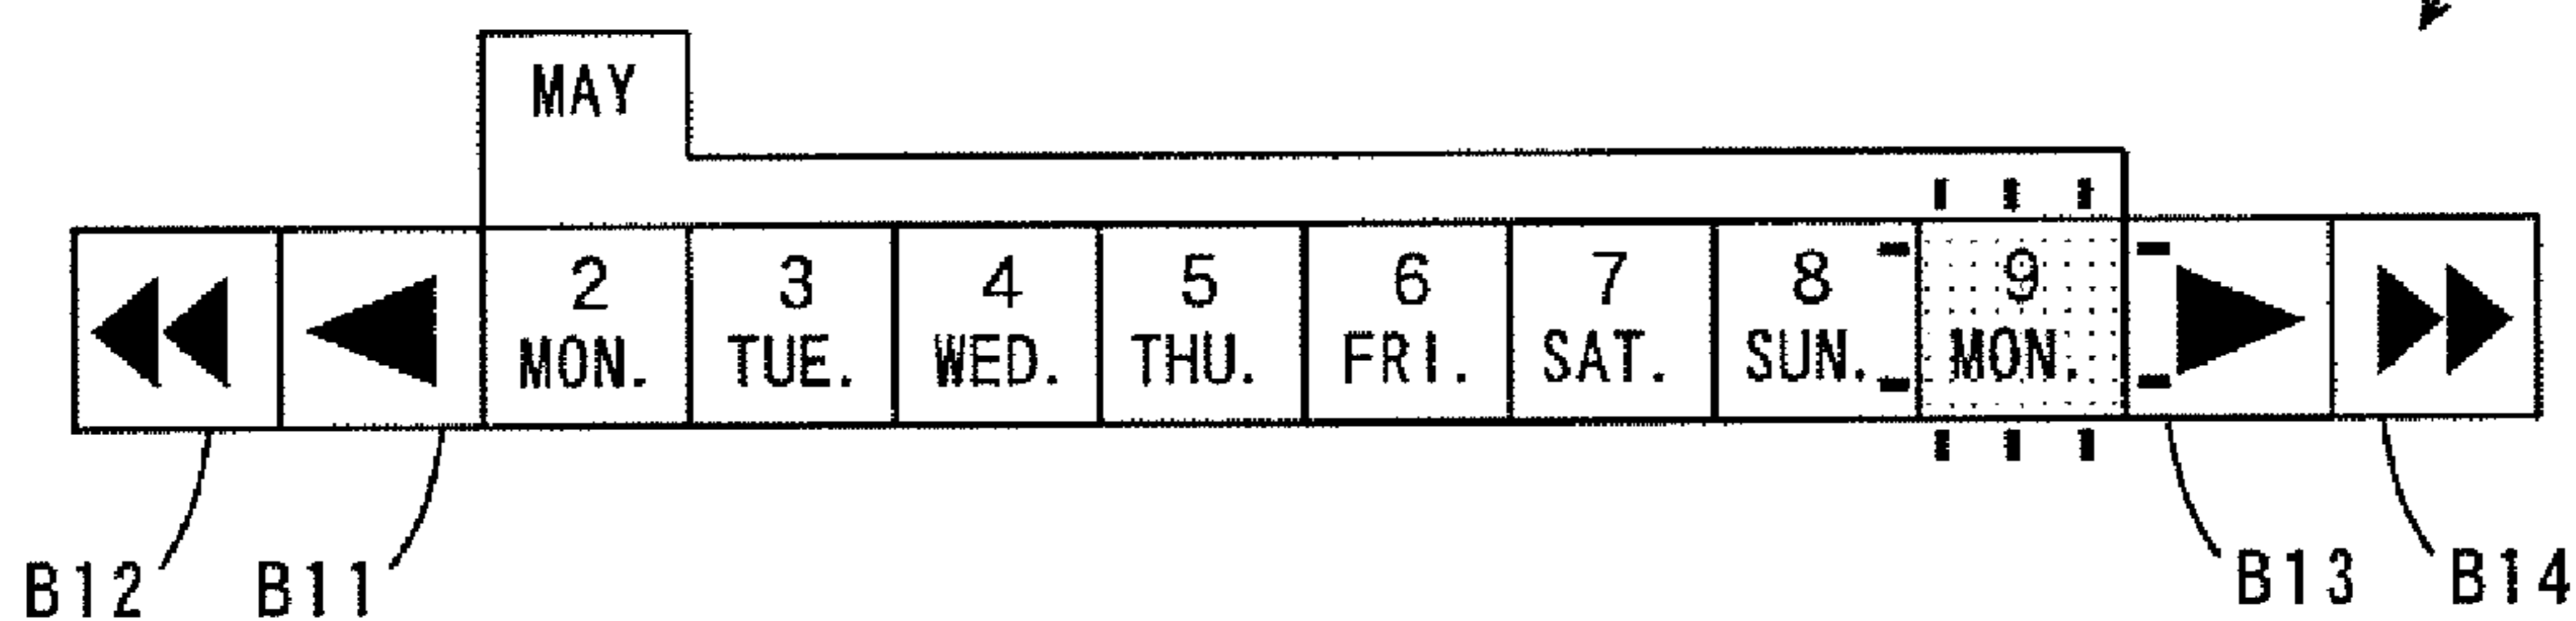 MAY
2 3 4 5 6 7 8 9
MON. TUE. WED. THU. FRI. SAT. SUN. MON.
B12 B11 B13 B14